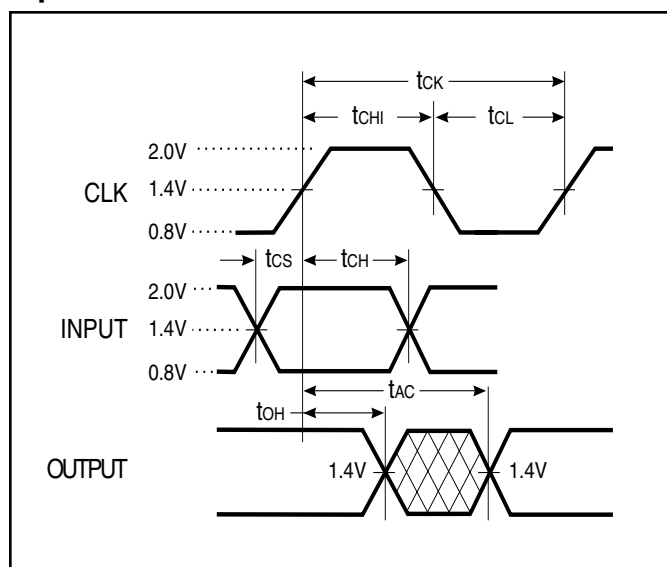 tCK
tCHI tCL
2.0V
CLK 1.4V
0.8V
tCS tCH
2.0V
INPUT 1.4V
0.8V
tAC
tOH
OUTPUT 1.4V 1.4V